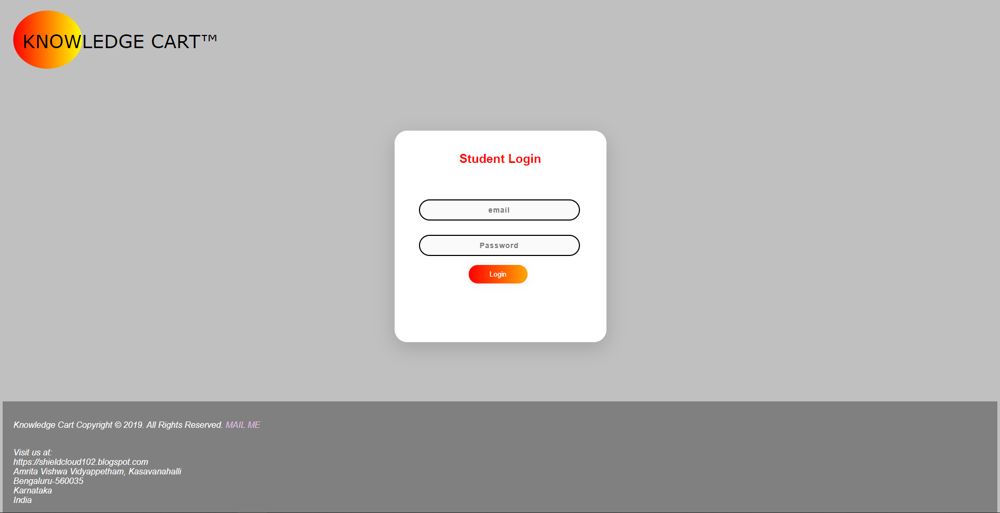 KNOWLEDGE CART™
Student Login
email
Password
Login
Knowledge Cart Copyright © 2019. All Rights Reserved. MAIL ME
Visit us at:
https://shieldcloud102.blogspot.com
Amrita Vishwa Vidyappetham, Kasavanahalli
Bengaluru-560035
Karnataka
India